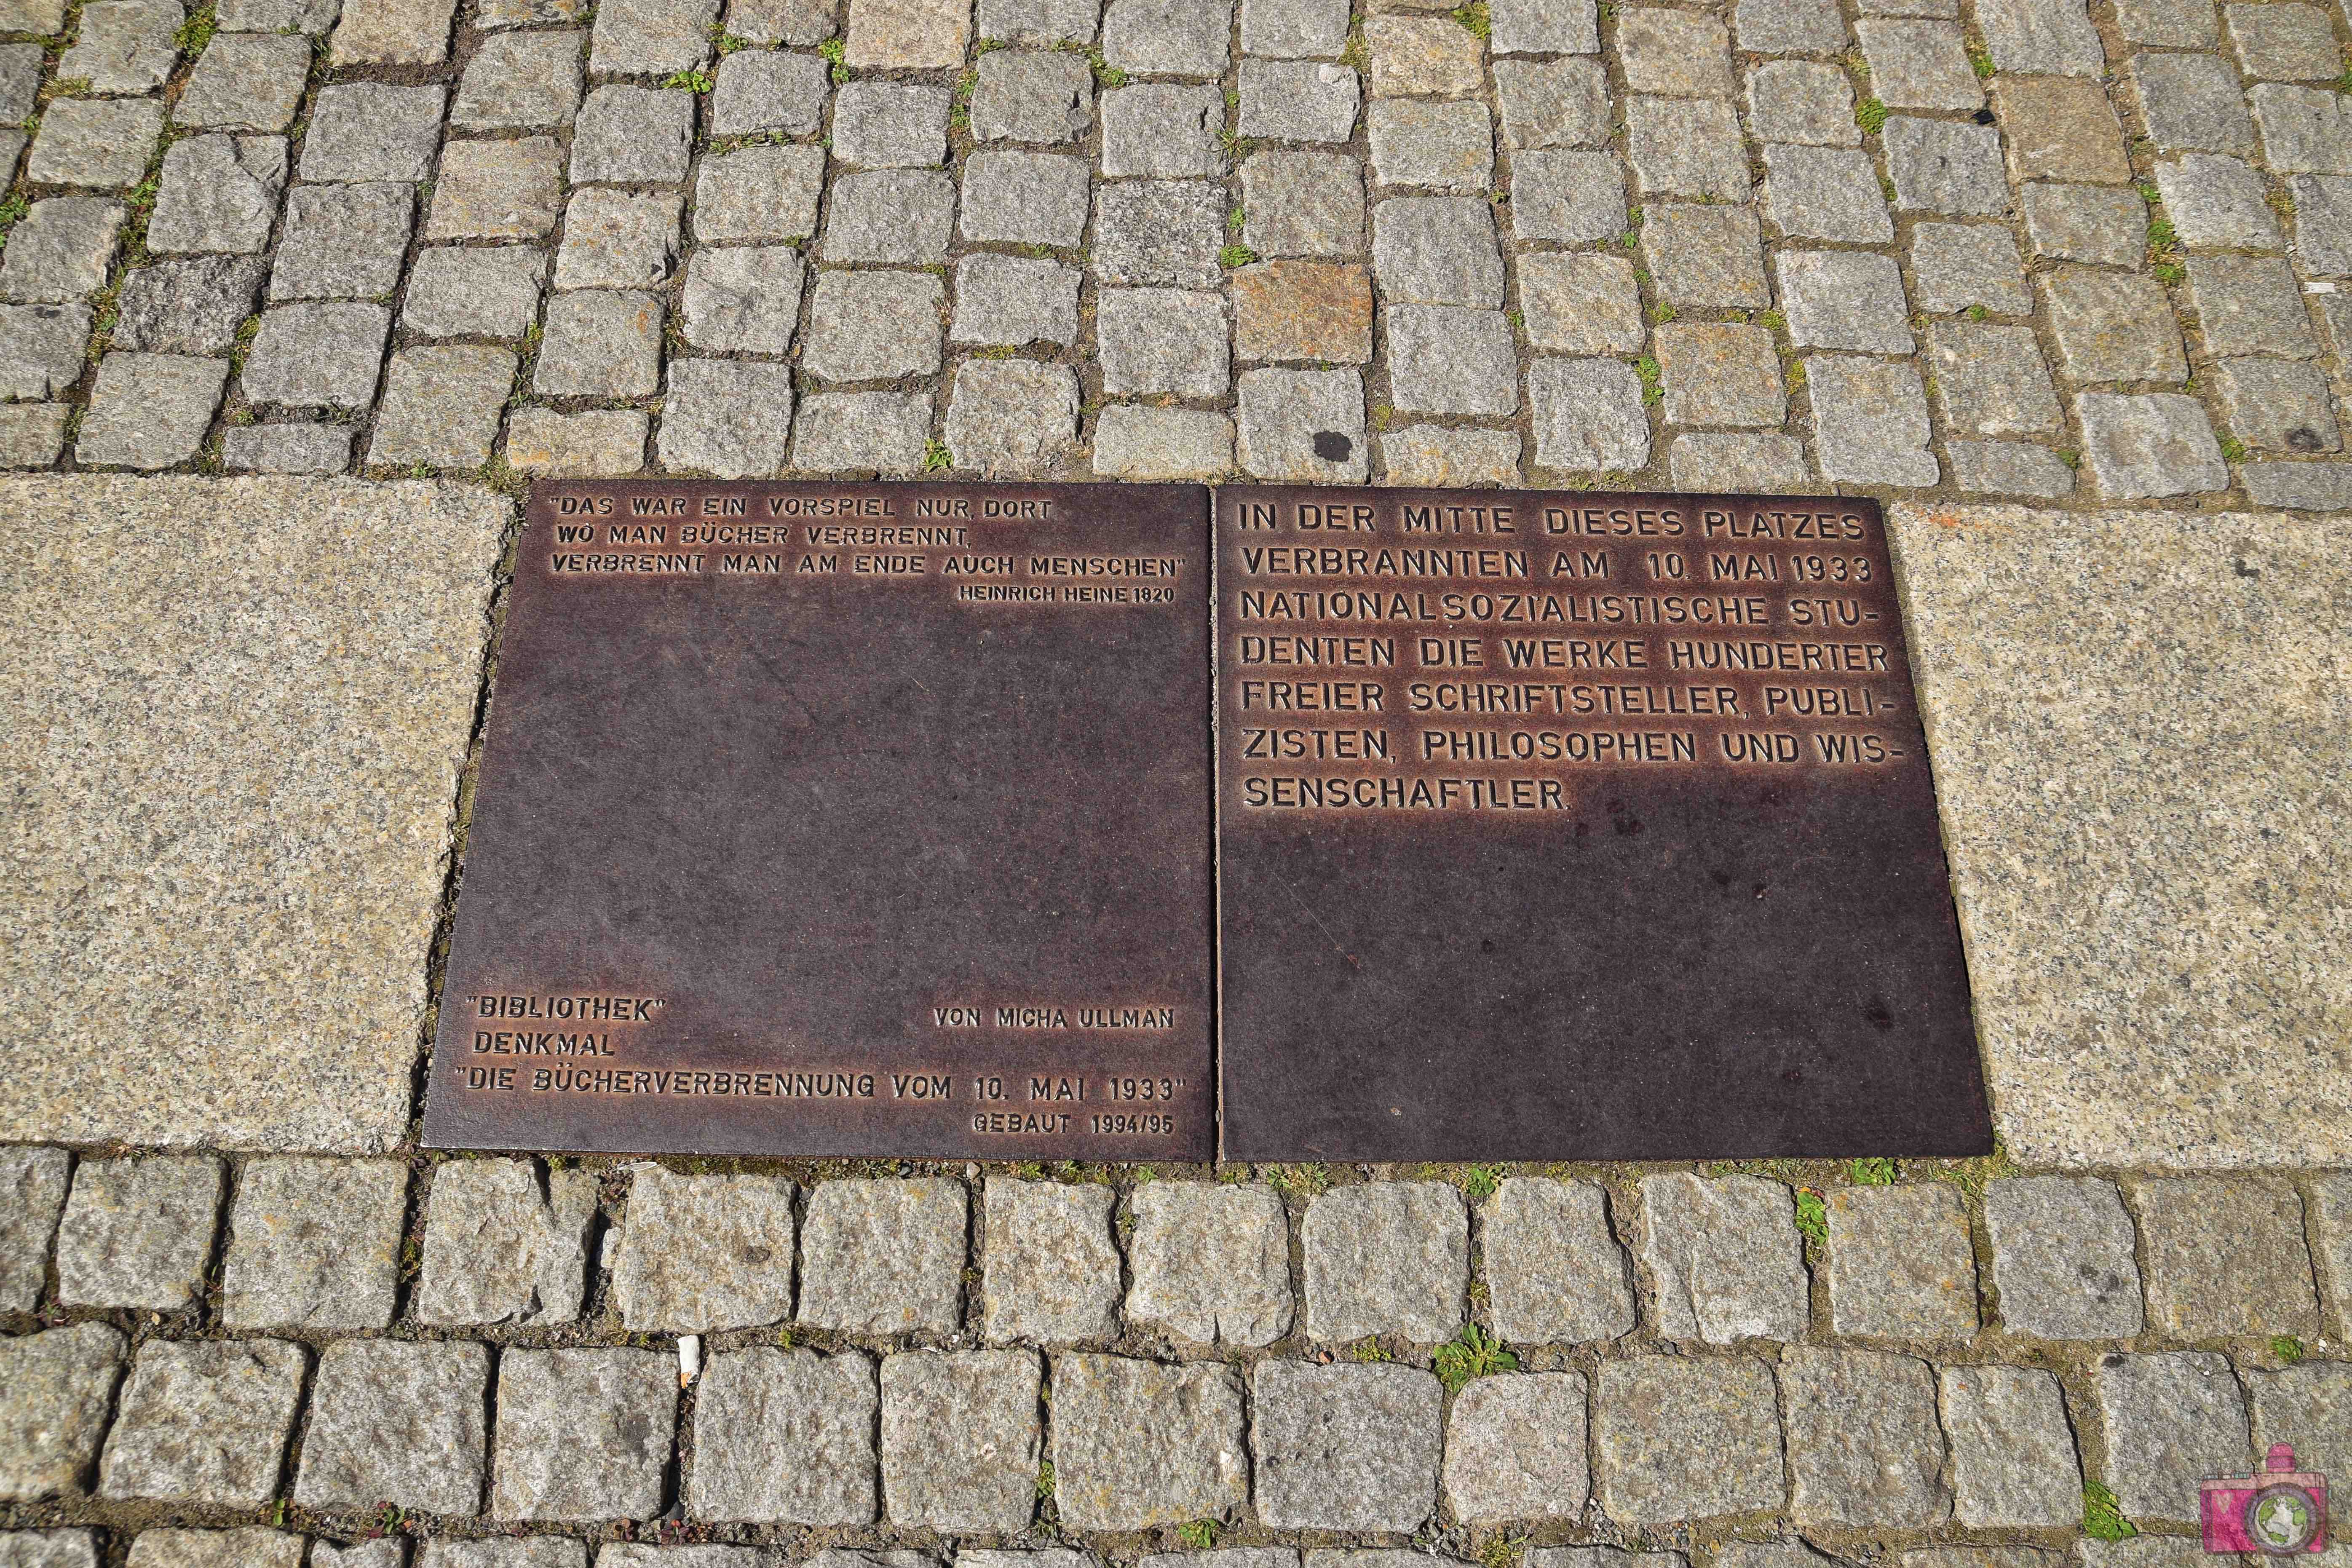 "DAS WAR EIN VORSPIEL NUR, DORT
WO MAN BÜCHER VERBRENNT,
VERBRENNT MAN AM ENDE AUCH MENSCHEN"
HEINRICH HEINE 1820
"BIBLIOTHEK" VON MICHA ULLMAN
DENKMAL
"DIE BÜCHERVERBRENNUNG VOM 10. MAI 1933"
GEBAUT 1994/95
IN DER MITTE DIESES PLATZES
VERBRANNTEN AM 10. MAI 1933
NATIONALSOZIALISTISCHE STU-
DENTEN DIE WERKE HUNDERTER
FREIER SCHRIFTSTELLER, PUBLI-
ZISTEN, PHILOSOPHEN UND WIS-
SENSCHAFTLER.